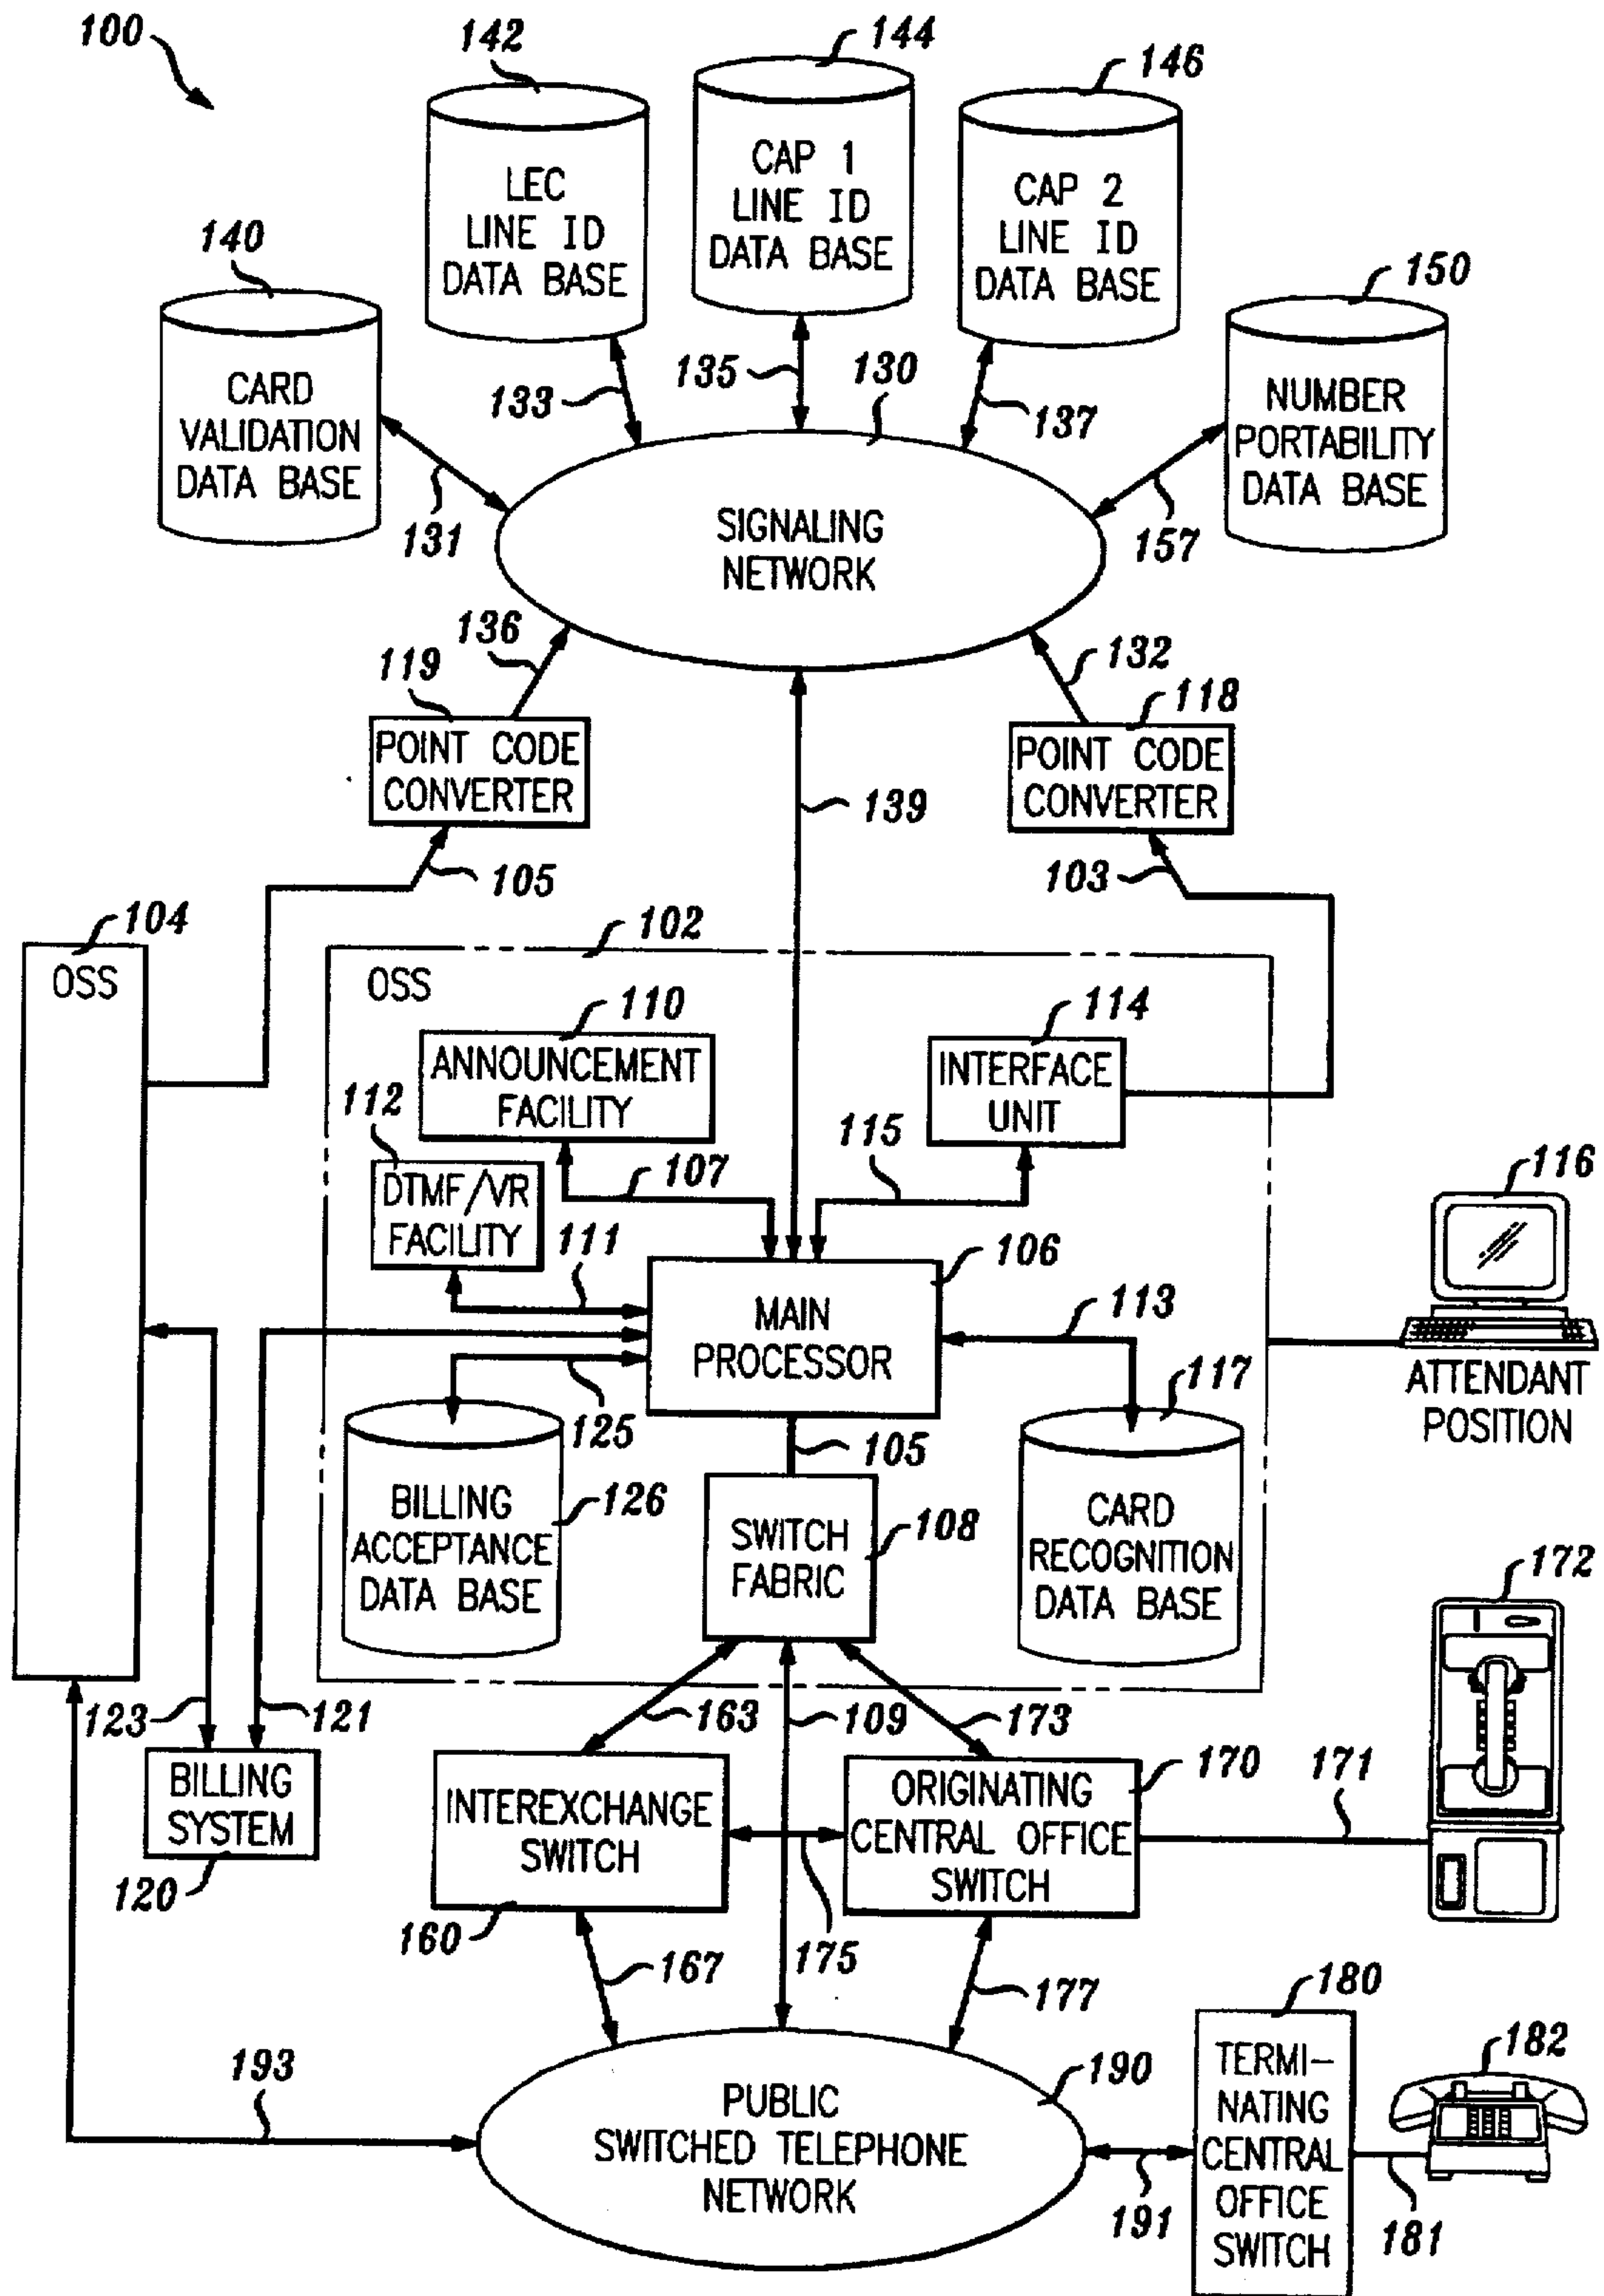 100
142
144
146
LEC
LINE ID
DATA BASE
CAP 1
LINE ID
DATA BASE
CAP 2
LINE ID
DATA BASE
140
150
CARD
VALIDATION
DATA BASE
NUMBER
PORTABILITY
DATA BASE
133
135
130
137
131
157
SIGNALING
NETWORK
136
132
119
118
POINT CODE
CONVERTER
POINT CODE
CONVERTER
139
105
103
104
OSS
102
OSS
110
ANNOUNCEMENT
FACILITY
114
INTERFACE
UNIT
112
DTMF/VR
FACILITY
107
115
111
106
MAIN
PROCESSOR
113
116
ATTENDANT
POSITION
125
117
105
BILLING
ACCEPTANCE
DATA BASE
126
SWITCH
FABRIC
108
CARD
RECOGNITION
DATA BASE
172
123
121
163
109
173
BILLING
SYSTEM
120
INTEREXCHANGE
SWITCH
160
ORIGINATING
CENTRAL OFFICE
SWITCH
170
171
167
175
177
180
193
190
182
PUBLIC
SWITCHED TELEPHONE
NETWORK
TERMI-
NATING
CENTRAL
OFFICE
SWITCH
191
181